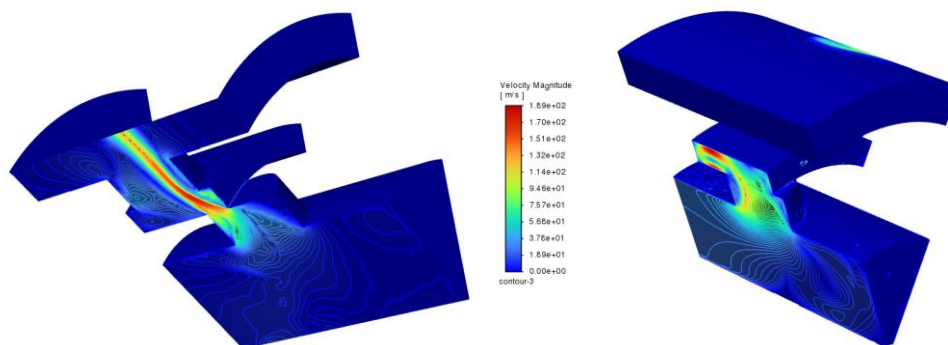 Velocity Magnitude
[ m/s ]
1.89e+02
1.70e+02
1.51e+02
1.32e+02
1.14e+02
9.46e+01
7.57e+01
5.68e+01
3.78e+01
1.89e+01
0.00e+00
contour-3